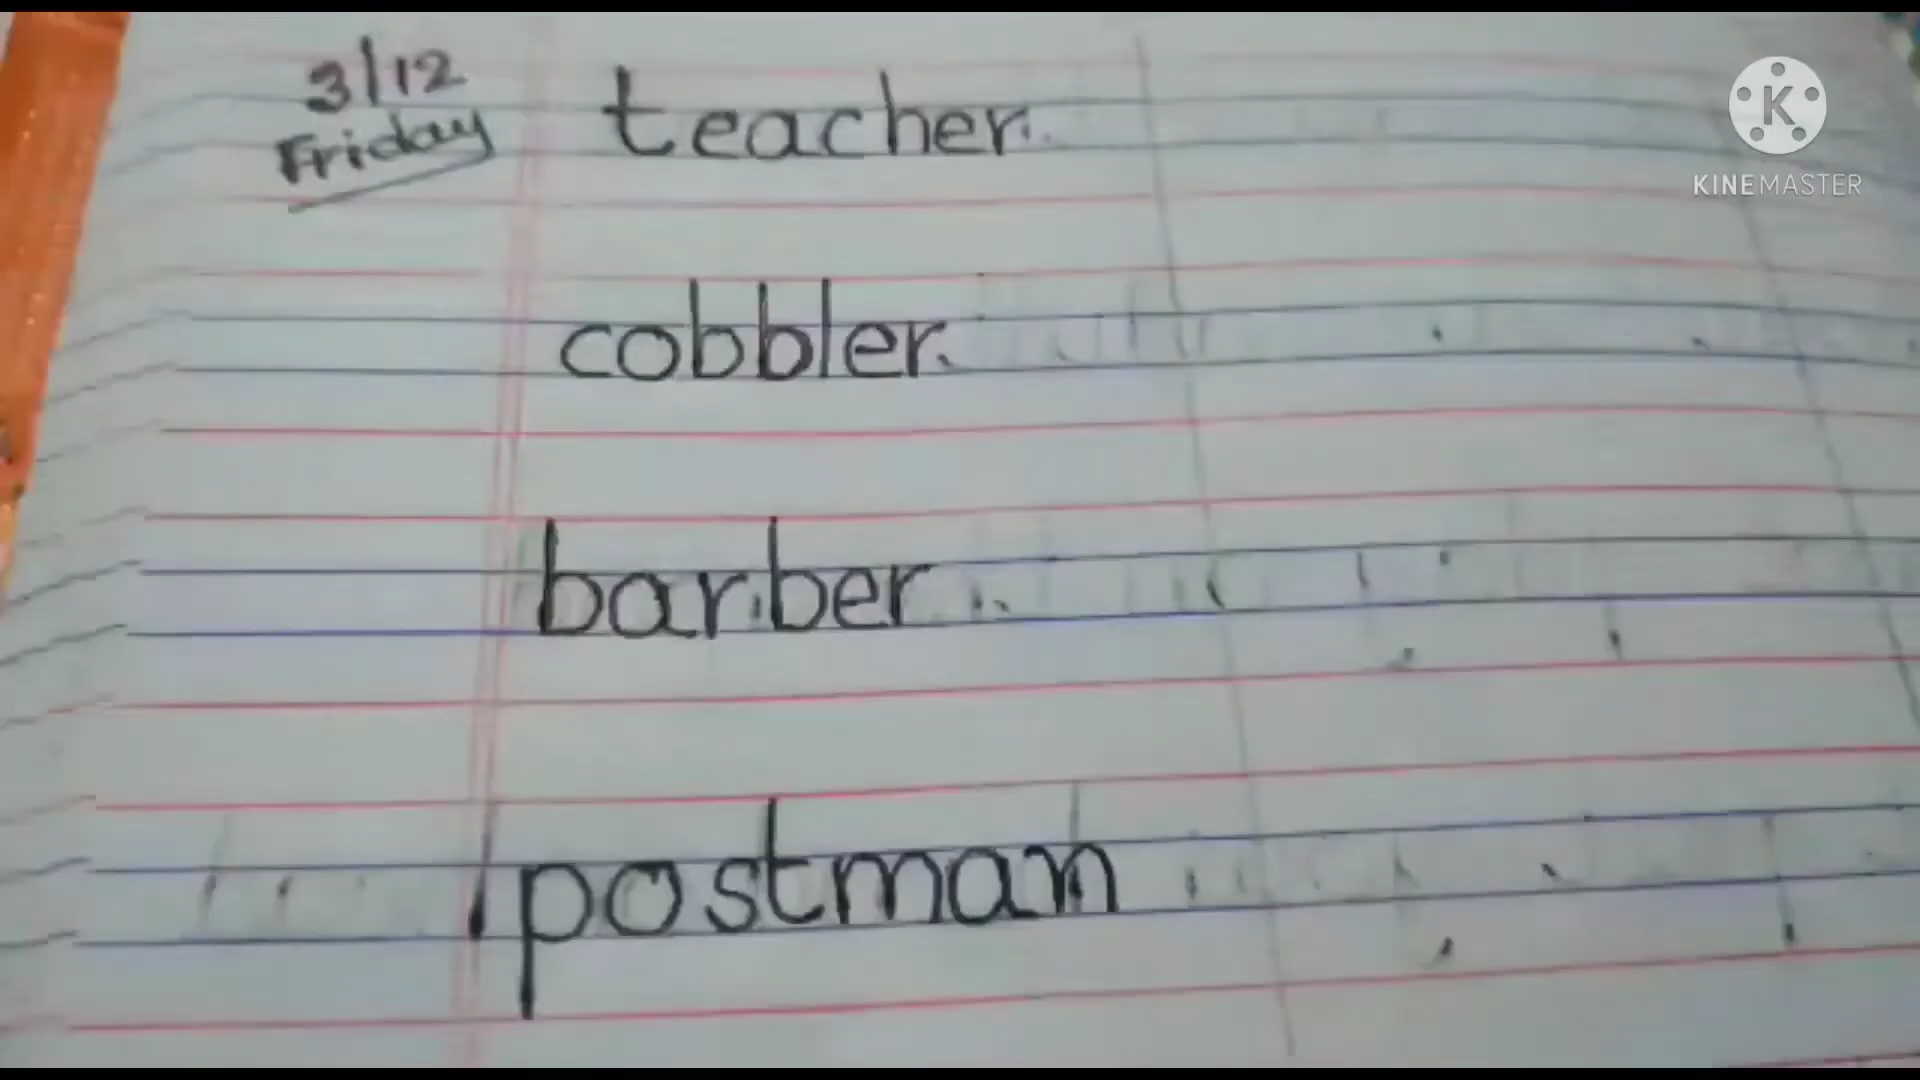 3/12
Friday
teacher.
cobbler.
barber
postman
KINEMASTER